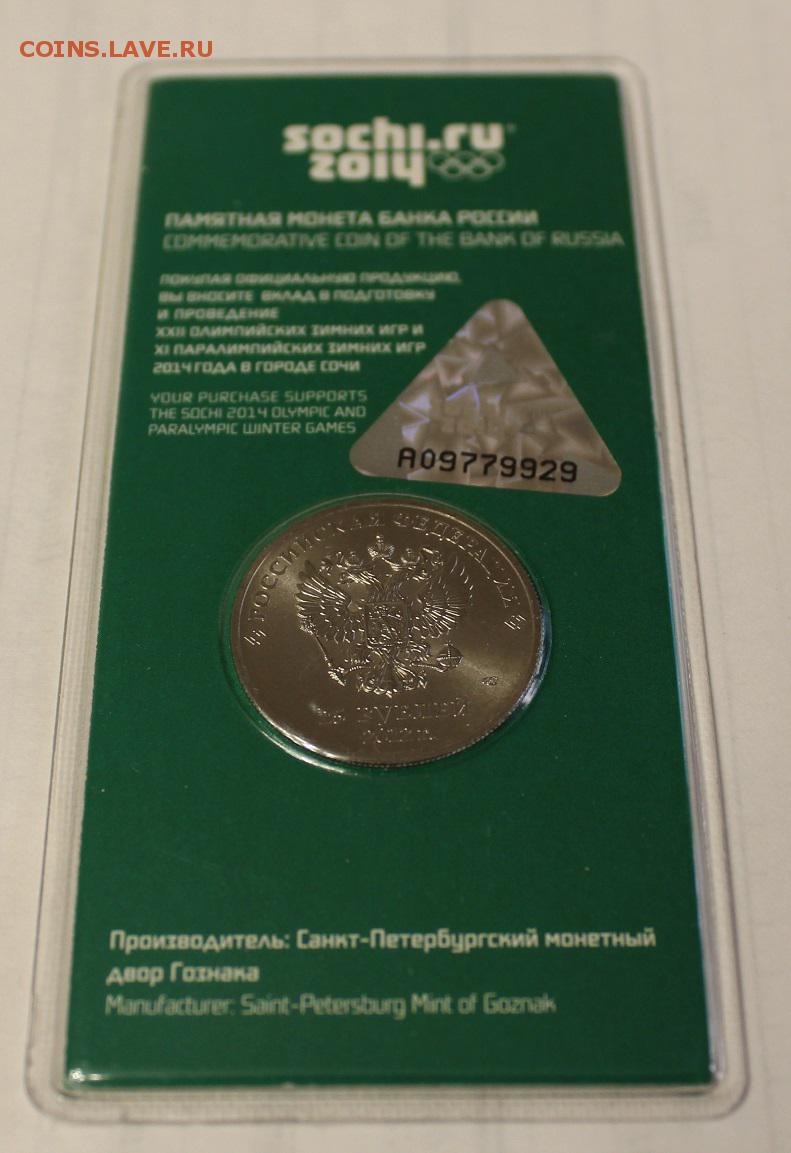 COINS.LAVE.RU
sochi.ru
2014
ПАМЯТНАЯ МОНЕТА БАНКА РОССИИ
COMMEMORATIVE COIN OF THE BANK OF RUSSIA
ПОКУПАЯ ОФИЦИАЛЬНУЮ ПРОДУКЦИЮ,
ВЫ ВНОСИТЕ ВКЛАД В ПОДГОТОВКУ
И ПРОВЕДЕНИЕ
XXII ОЛИМПИЙСКИХ ЗИМНИХ ИГР И
XI ПАРАЛИМПИЙСКИХ ЗИМНИХ ИГР
2014 ГОДА В ГОРОДЕ СОЧИ
YOUR PURCHASE SUPPORTS
THE SOCHI 2014 OLYMPIC AND
PARALYMPIC WINTER GAMES
A09779929
РОССИЙСКАЯ ФЕДЕРАЦИЯ
25 РУБЛЕЙ
2012 г.
Производитель: Санкт-Петербургский монетный
двор Гознака
Manufacturer: Saint-Petersburg Mint of Goznak